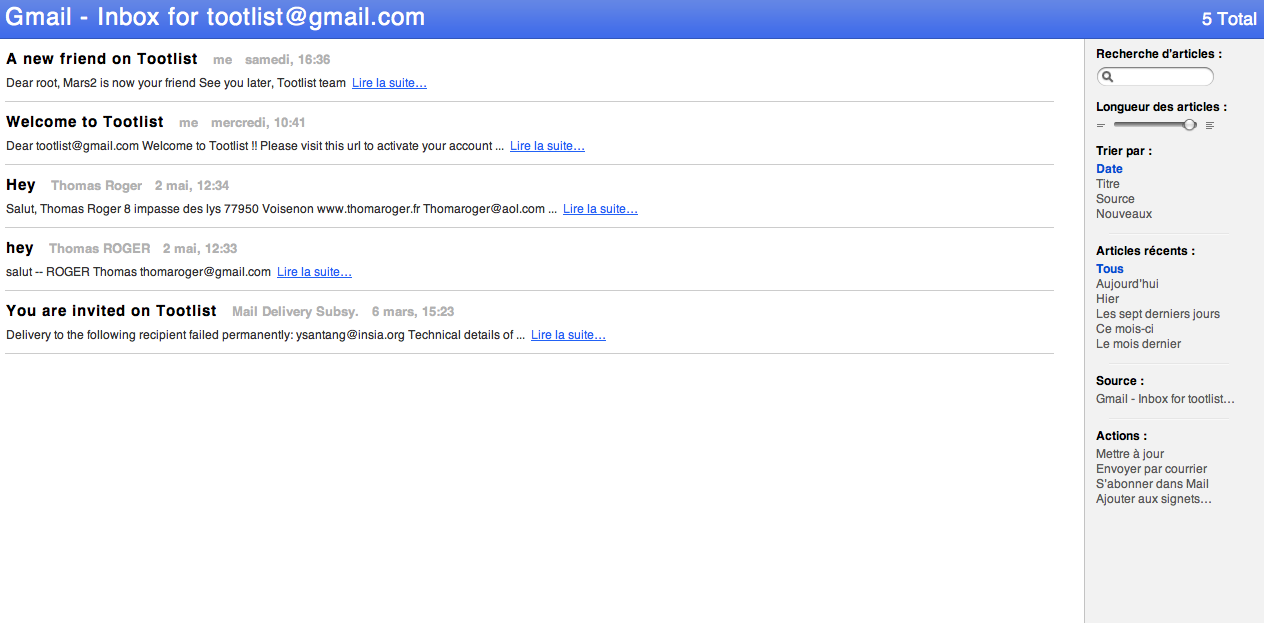 Gmail - Inbox for tootlist@gmail.com
5 Total
A new friend on Tootlist me samedi, 16:36
Dear root, Mars2 is now your friend See you later, Tootlist team Lire la suite…
Welcome to Tootlist me mercredi, 10:41
Dear tootlist@gmail.com Welcome to Tootlist !! Please visit this url to activate your account ... Lire la suite…
Hey Thomas Roger 2 mai, 12:34
Salut, Thomas Roger 8 impasse des lys 77950 Voisenon www.thomaroger.fr Thomaroger@aol.com ... Lire la suite…
hey Thomas ROGER 2 mai, 12:33
salut -- ROGER Thomas thomaroger@gmail.com Lire la suite…
You are invited on Tootlist Mail Delivery Subsy. 6 mars, 15:23
Delivery to the following recipient failed permanently: ysantang@insia.org Technical details of ... Lire la suite…
Recherche d'articles :
Longueur des articles :
Trier par :
Date
Titre
Source
Nouveaux
Articles récents :
Tous
Aujourd'hui
Hier
Les sept derniers jours
Ce mois-ci
Le mois dernier
Source :
Gmail - Inbox for tootlist…
Actions :
Mettre à jour
Envoyer par courrier
S'abonner dans Mail
Ajouter aux signets…